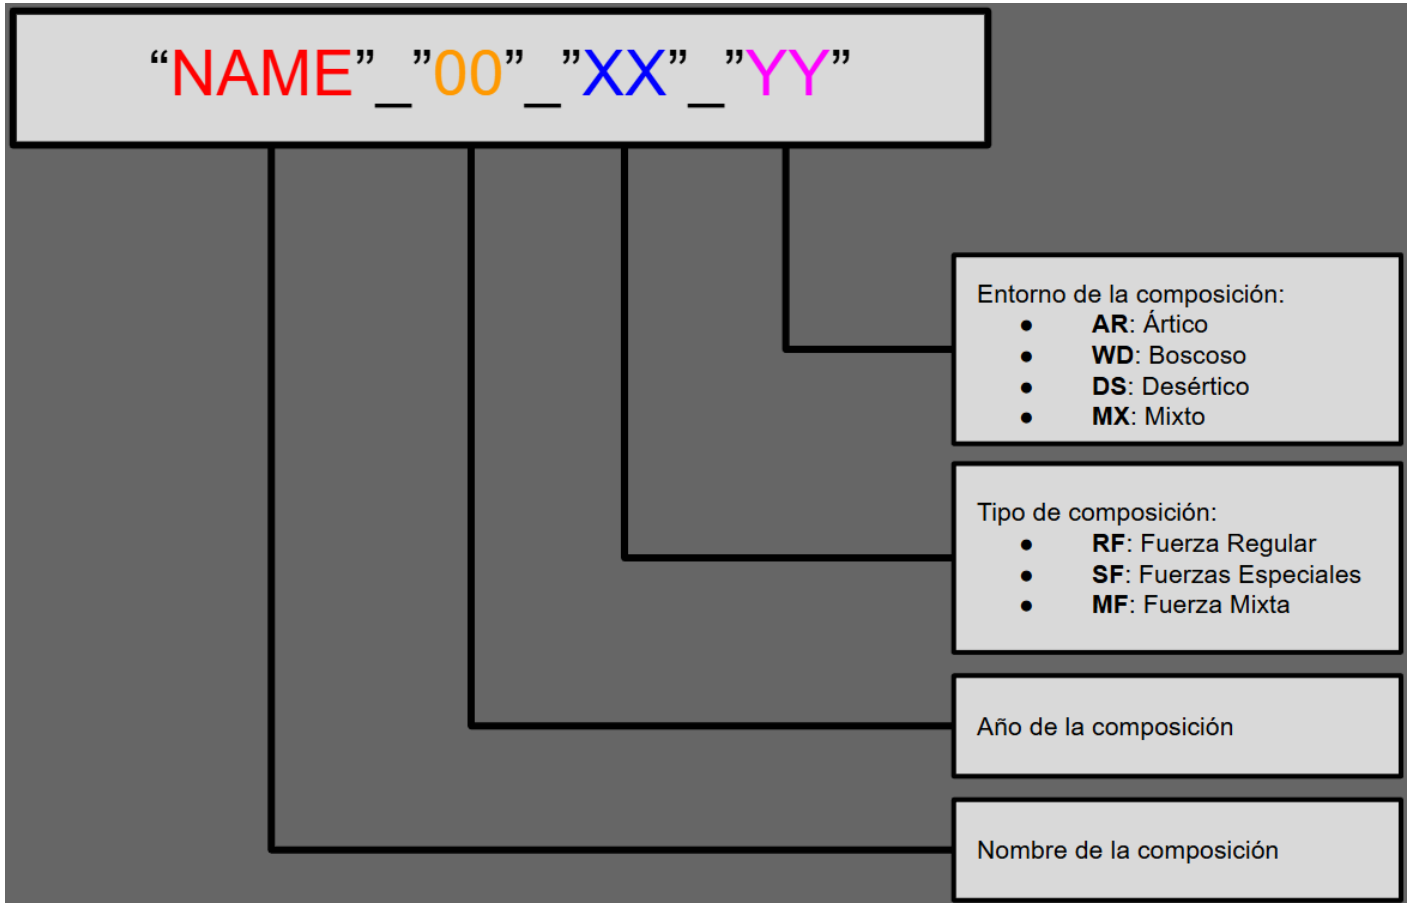 “NAME”_”00”_”XX”_”YY”
Entorno de la composición:
● AR: Ártico
● WD: Boscoso
● DS: Desértico
● MX: Mixto
Tipo de composición:
● RF: Fuerza Regular
● SF: Fuerzas Especiales
● MF: Fuerza Mixta
Año de la composición
Nombre de la composición